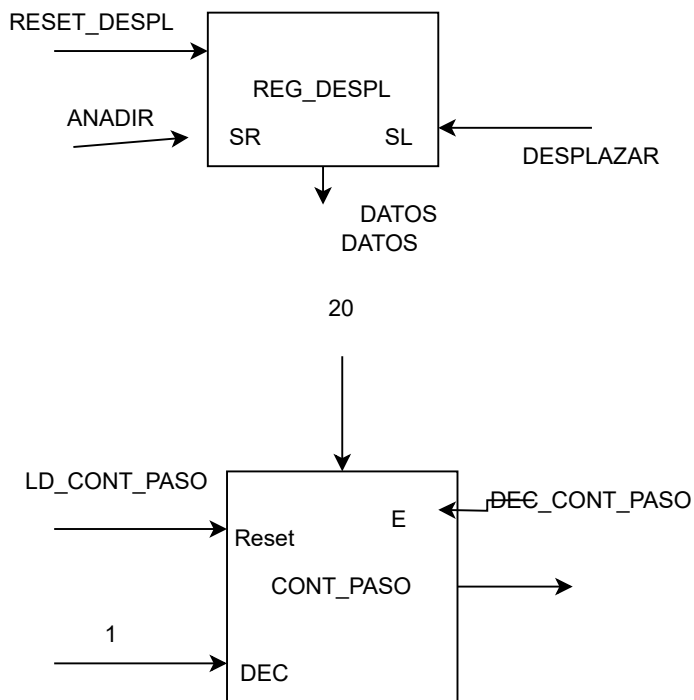 RESET_DESPL
REG_DESPL
ANADIR
SR
SL
DESPLAZAR
DATOS
DATOS
20
LD_CONT_PASO
DEC_CONT_PASO
E
Reset
CONT_PASO
1
DEC